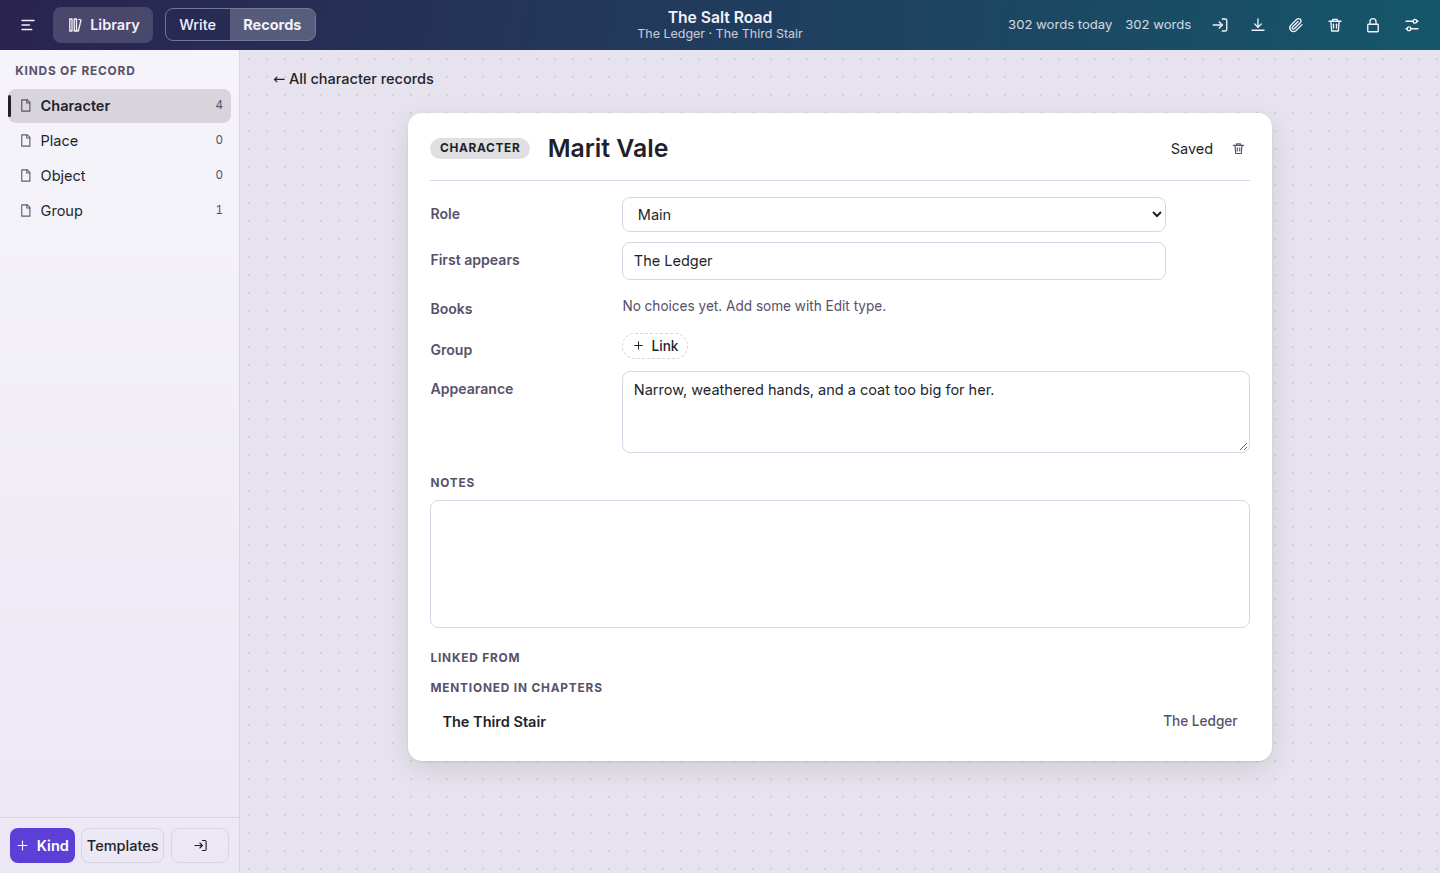 Library
Write
Records
The Salt Road
The Ledger · The Third Stair
302 words today
302 words
KINDS OF RECORD
Character 4
Place 0
Object 0
Group 1
+ Kind
Templates
← All character records
CHARACTER
Marit Vale
Saved
Role
Main
First appears
The Ledger
Books
No choices yet. Add some with Edit type.
Group
+ Link
Appearance
Narrow, weathered hands, and a coat too big for her.
NOTES
LINKED FROM
MENTIONED IN CHAPTERS
The Third Stair
The Ledger